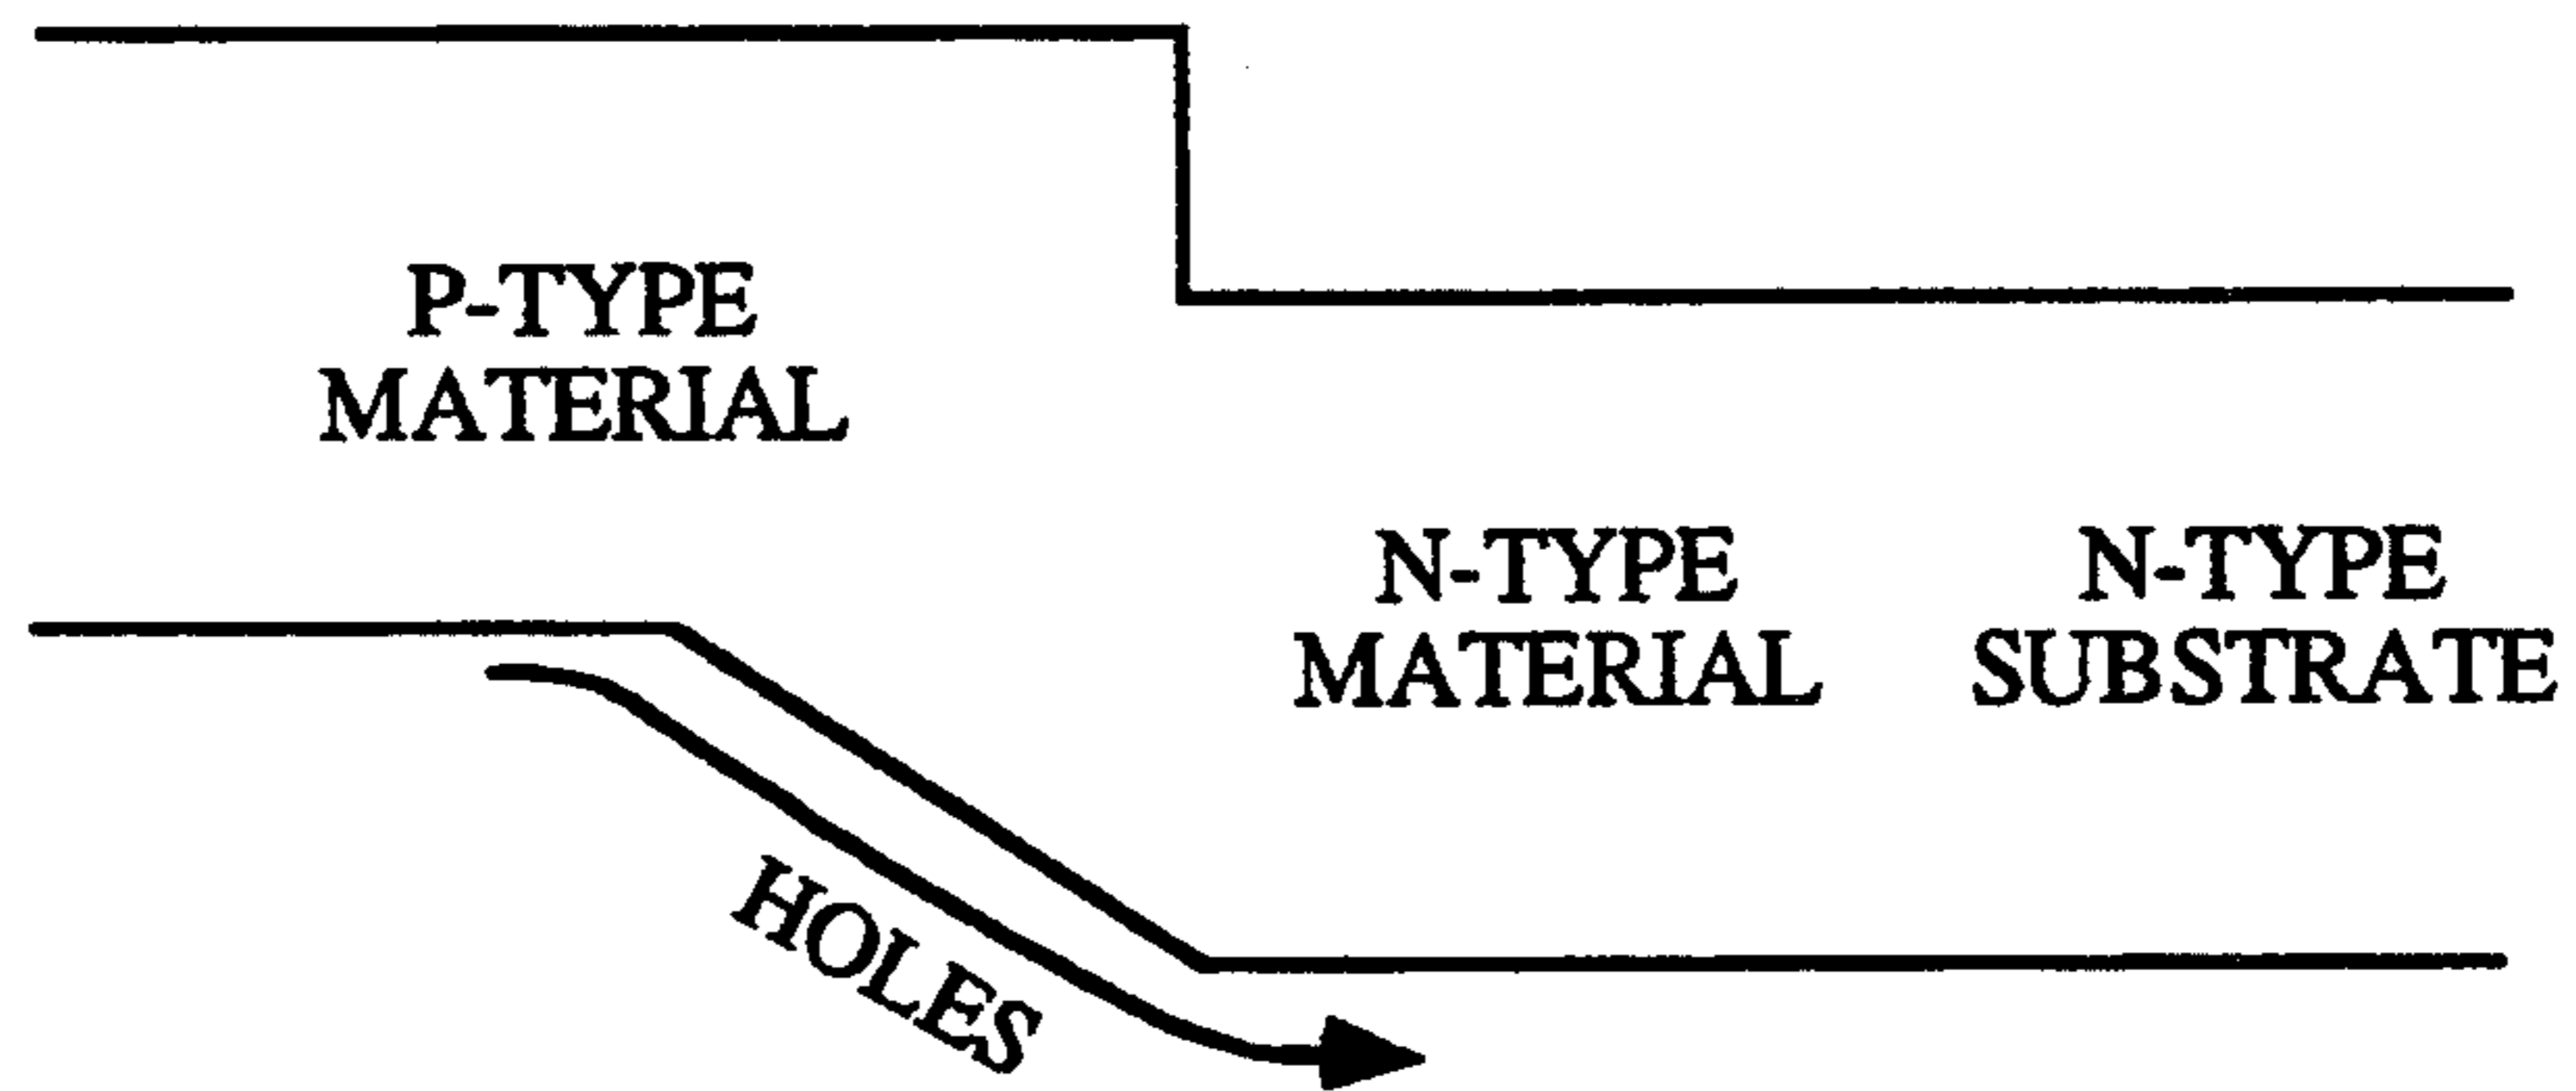 P-TYPE
MATERIAL
N-TYPE
MATERIAL
N-TYPE
SUBSTRATE
HOLES